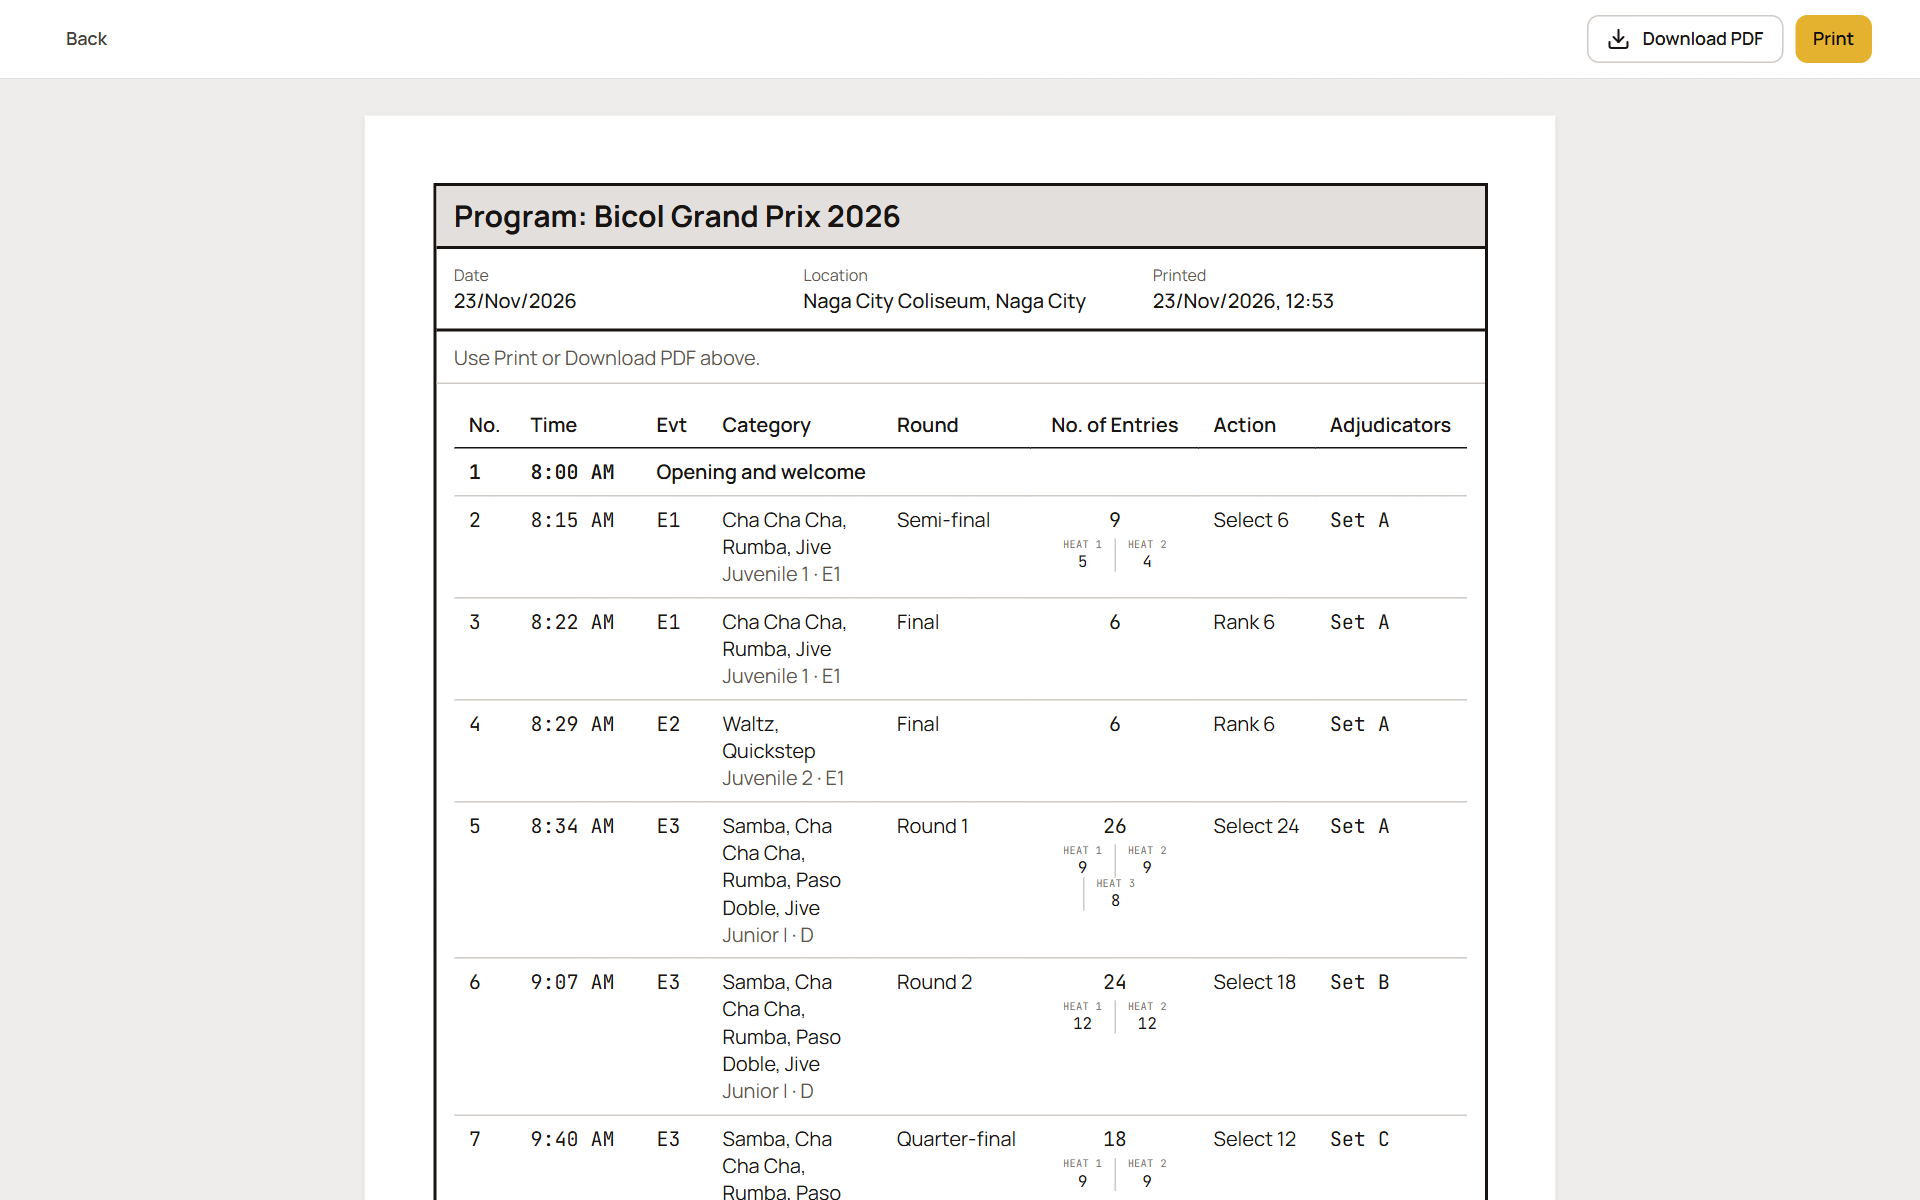 Back
Download PDF
Print
Program: Bicol Grand Prix 2026
Date
Location
Printed
23/Nov/2026
Naga City Coliseum, Naga City
23/Nov/2026, 12:53
Use Print or Download PDF above.
No. Time Evt Category Round No. of Entries Action Adjudicators
1 8:00 AM Opening and welcome
2 8:15 AM E1 Cha Cha Cha, Semi-final 9 Select 6 Set A
Rumba, Jive HEAT 1 HEAT 2
Juvenile 1 · E1 5 4
3 8:22 AM E1 Cha Cha Cha, Final 6 Rank 6 Set A
Rumba, Jive
Juvenile 1 · E1
4 8:29 AM E2 Waltz, Final 6 Rank 6 Set A
Quickstep
Juvenile 2 · E1
5 8:34 AM E3 Samba, Cha Round 1 26 Select 24 Set A
Cha Cha, HEAT 1 HEAT 2
9 9
Rumba, Paso HEAT 3
Doble, Jive 8
Junior I · D
6 9:07 AM E3 Samba, Cha Round 2 24 Select 18 Set B
Cha Cha, HEAT 1 HEAT 2
Rumba, Paso 12 12
Doble, Jive
Junior I · D
7 9:40 AM E3 Samba, Cha Quarter-final 18 Select 12 Set C
Cha Cha, HEAT 1 HEAT 2
Rumba, Paso 9 9